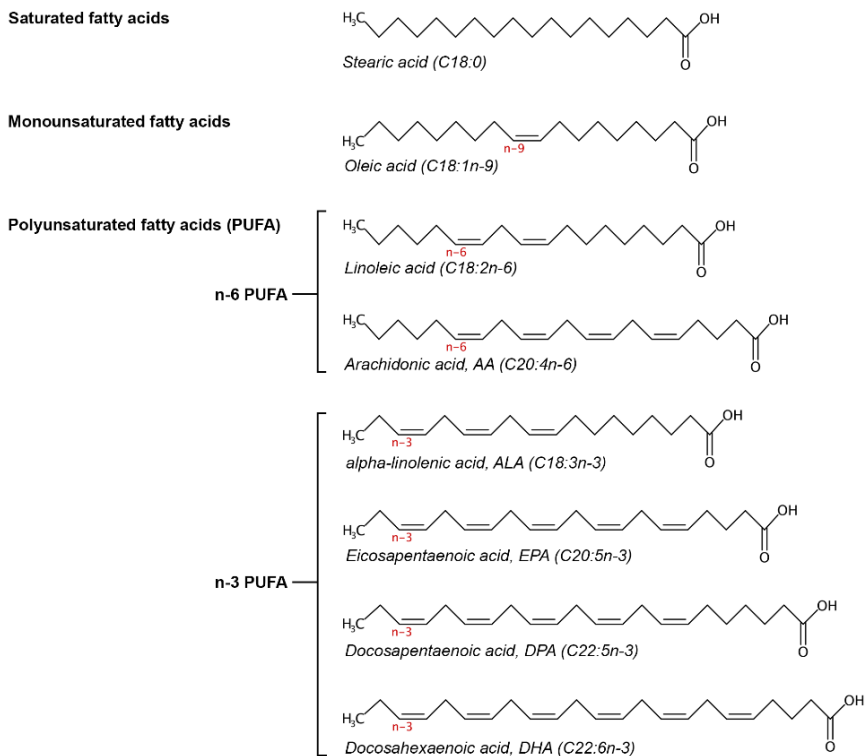 Saturated fatty acids
H₃C
OH
O
Stearic acid (C18:0)
Monounsaturated fatty acids
H₃C
OH
n-9
O
Oleic acid (C18:1n-9)
Polyunsaturated fatty acids (PUFA)
H₃C
OH
n-6
O
Linoleic acid (C18:2n-6)
n-6 PUFA
H₃C
OH
n-6
O
Arachidonic acid, AA (C20:4n-6)
H₃C
OH
n-3
O
alpha-linolenic acid, ALA (C18:3n-3)
H₃C
OH
n-3
O
Eicosapentaenoic acid, EPA (C20:5n-3)
n-3 PUFA
H₃C
OH
n-3
O
Docosapentaenoic acid, DPA (C22:5n-3)
H₃C
OH
n-3
O
Docosahexaenoic acid, DHA (C22:6n-3)